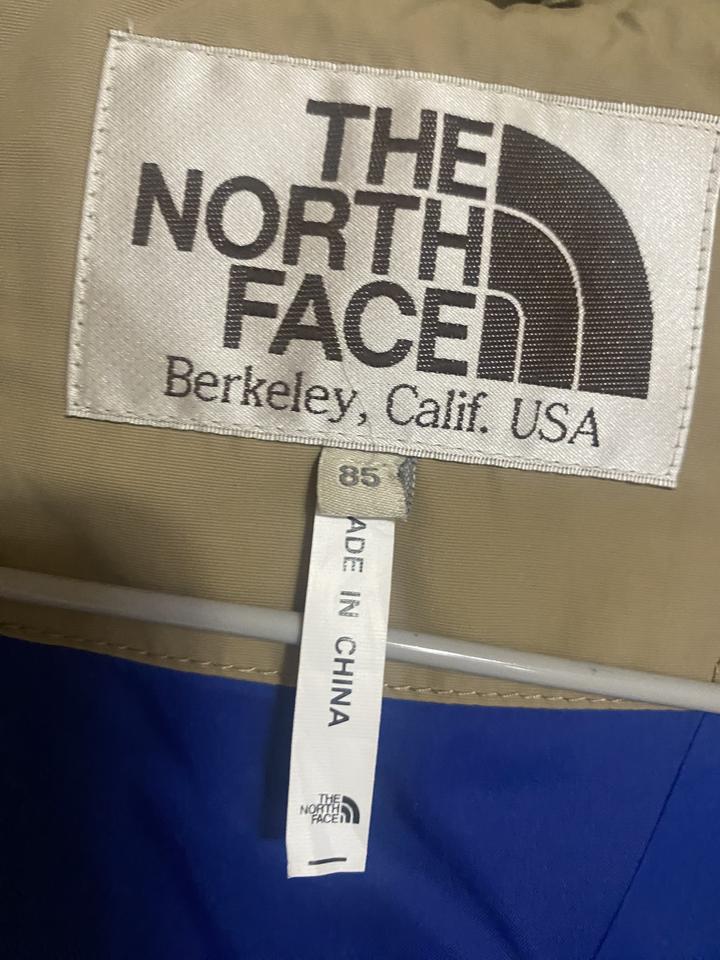 THE
NORTH
FACE
Berkeley, Calif. USA
85
ADE IN CHINA
THE
NORTH
FACE